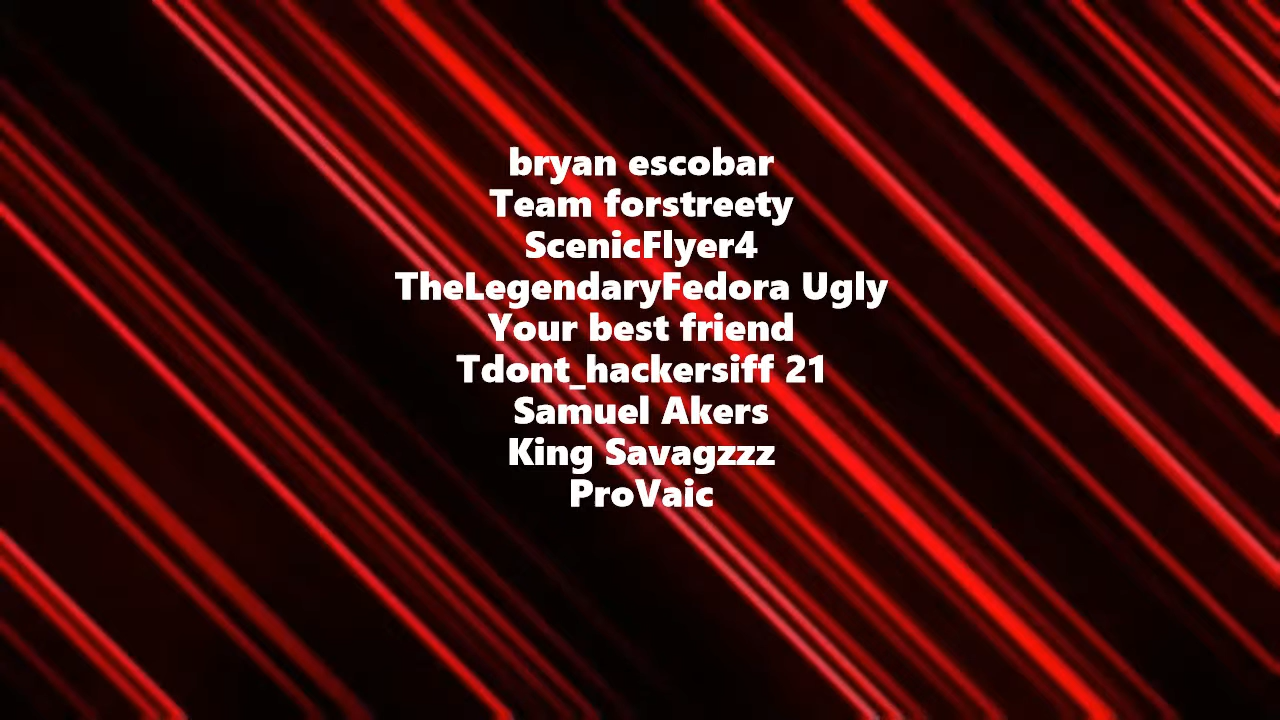 bryan escobar
Team forstreety
ScenicFlyer4
TheLegendaryFedora Ugly
Your best friend
Tdont_hackersiff 21
Samuel Akers
King Savagzzz
ProVaic